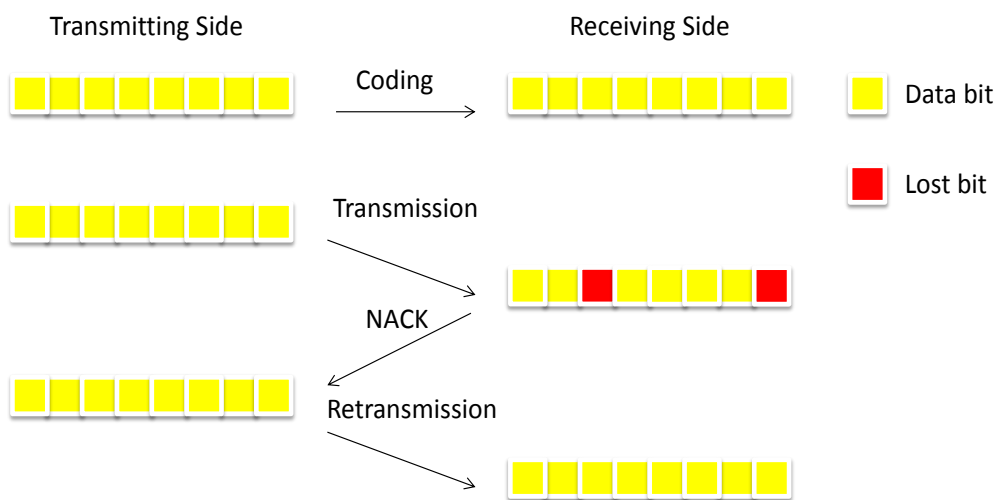 Transmitting Side
Receiving Side
Coding
Data bit
Lost bit
Transmission
NACK
Retransmission